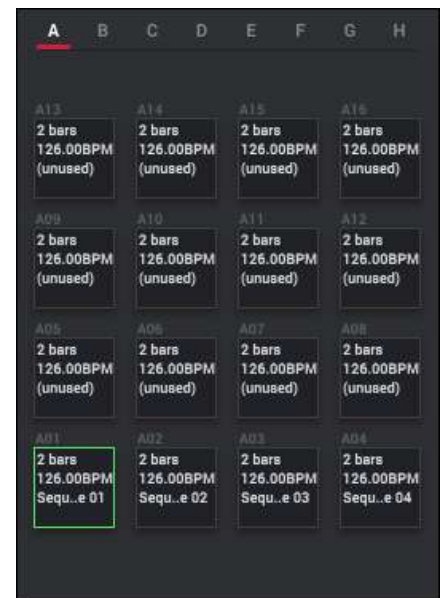 A B C D E F G H
A13 A14 A15 A16
2 bars 2 bars 2 bars 2 bars
126.00BPM 126.00BPM 126.00BPM 126.00BPM
(unused) (unused) (unused) (unused)
A09 A10 A11 A12
2 bars 2 bars 2 bars 2 bars
126.00BPM 126.00BPM 126.00BPM 126.00BPM
(unused) (unused) (unused) (unused)
A05 A06 A07 A08
2 bars 2 bars 2 bars 2 bars
126.00BPM 126.00BPM 126.00BPM 126.00BPM
(unused) (unused) (unused) (unused)
A01 A02 A03 A04
2 bars 2 bars 2 bars 2 bars
126.00BPM 126.00BPM 126.00BPM 126.00BPM
Sequ..e 01 Sequ..e 02 Sequ..e 03 Sequ..e 04